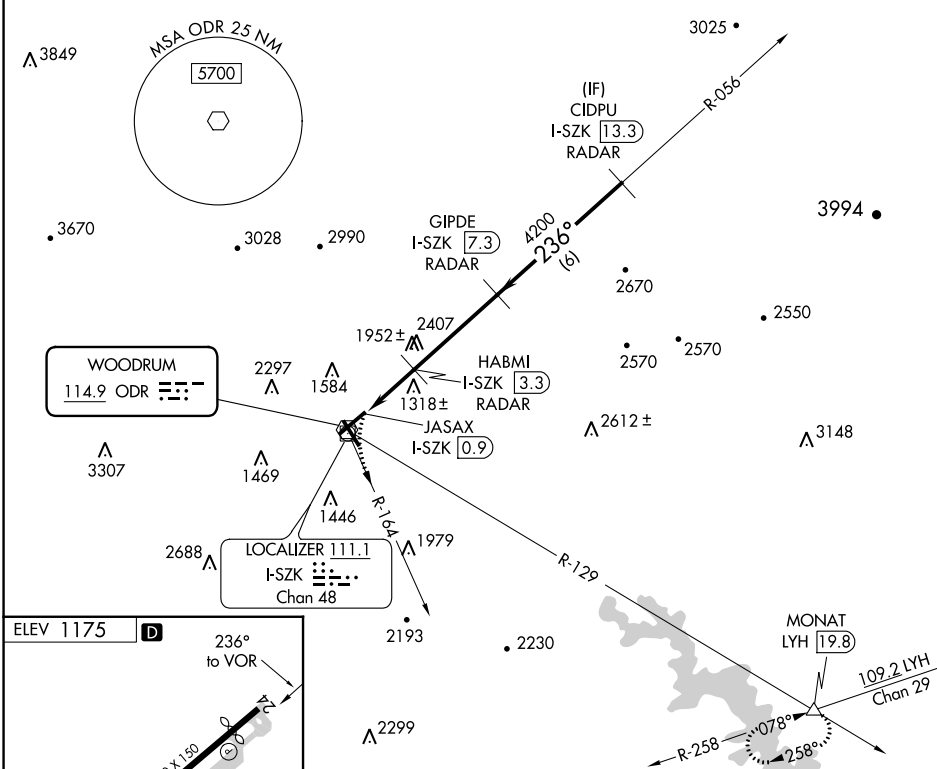 MSA ODR 25 NM
5700
3849
3025
(IF)
CIDPU
I-SZK 13.3
RADAR
R-056
3994
3670
3028
2990
GIPDE
I-SZK 7.3
RADAR
4200
236°
(6)
2670
2550
2570
2570
1952 ±
2407
WOODRUM
114.9 ODR
2297
1584
HABMI
I-SZK 3.3
RADAR
1318 ±
JASAX
I-SZK 0.9
2612 ±
3148
3307
1469
1446
R-164
1979
2688
LOCALIZER 111.1
I-SZK
Chan 48
R-129
2193
2230
MONAT
LYH 19.8
109.2 LYH
Chan 29
R-258
078°
258°
2299
ELEV 1175
D
236°
to VOR
24
P
X 150